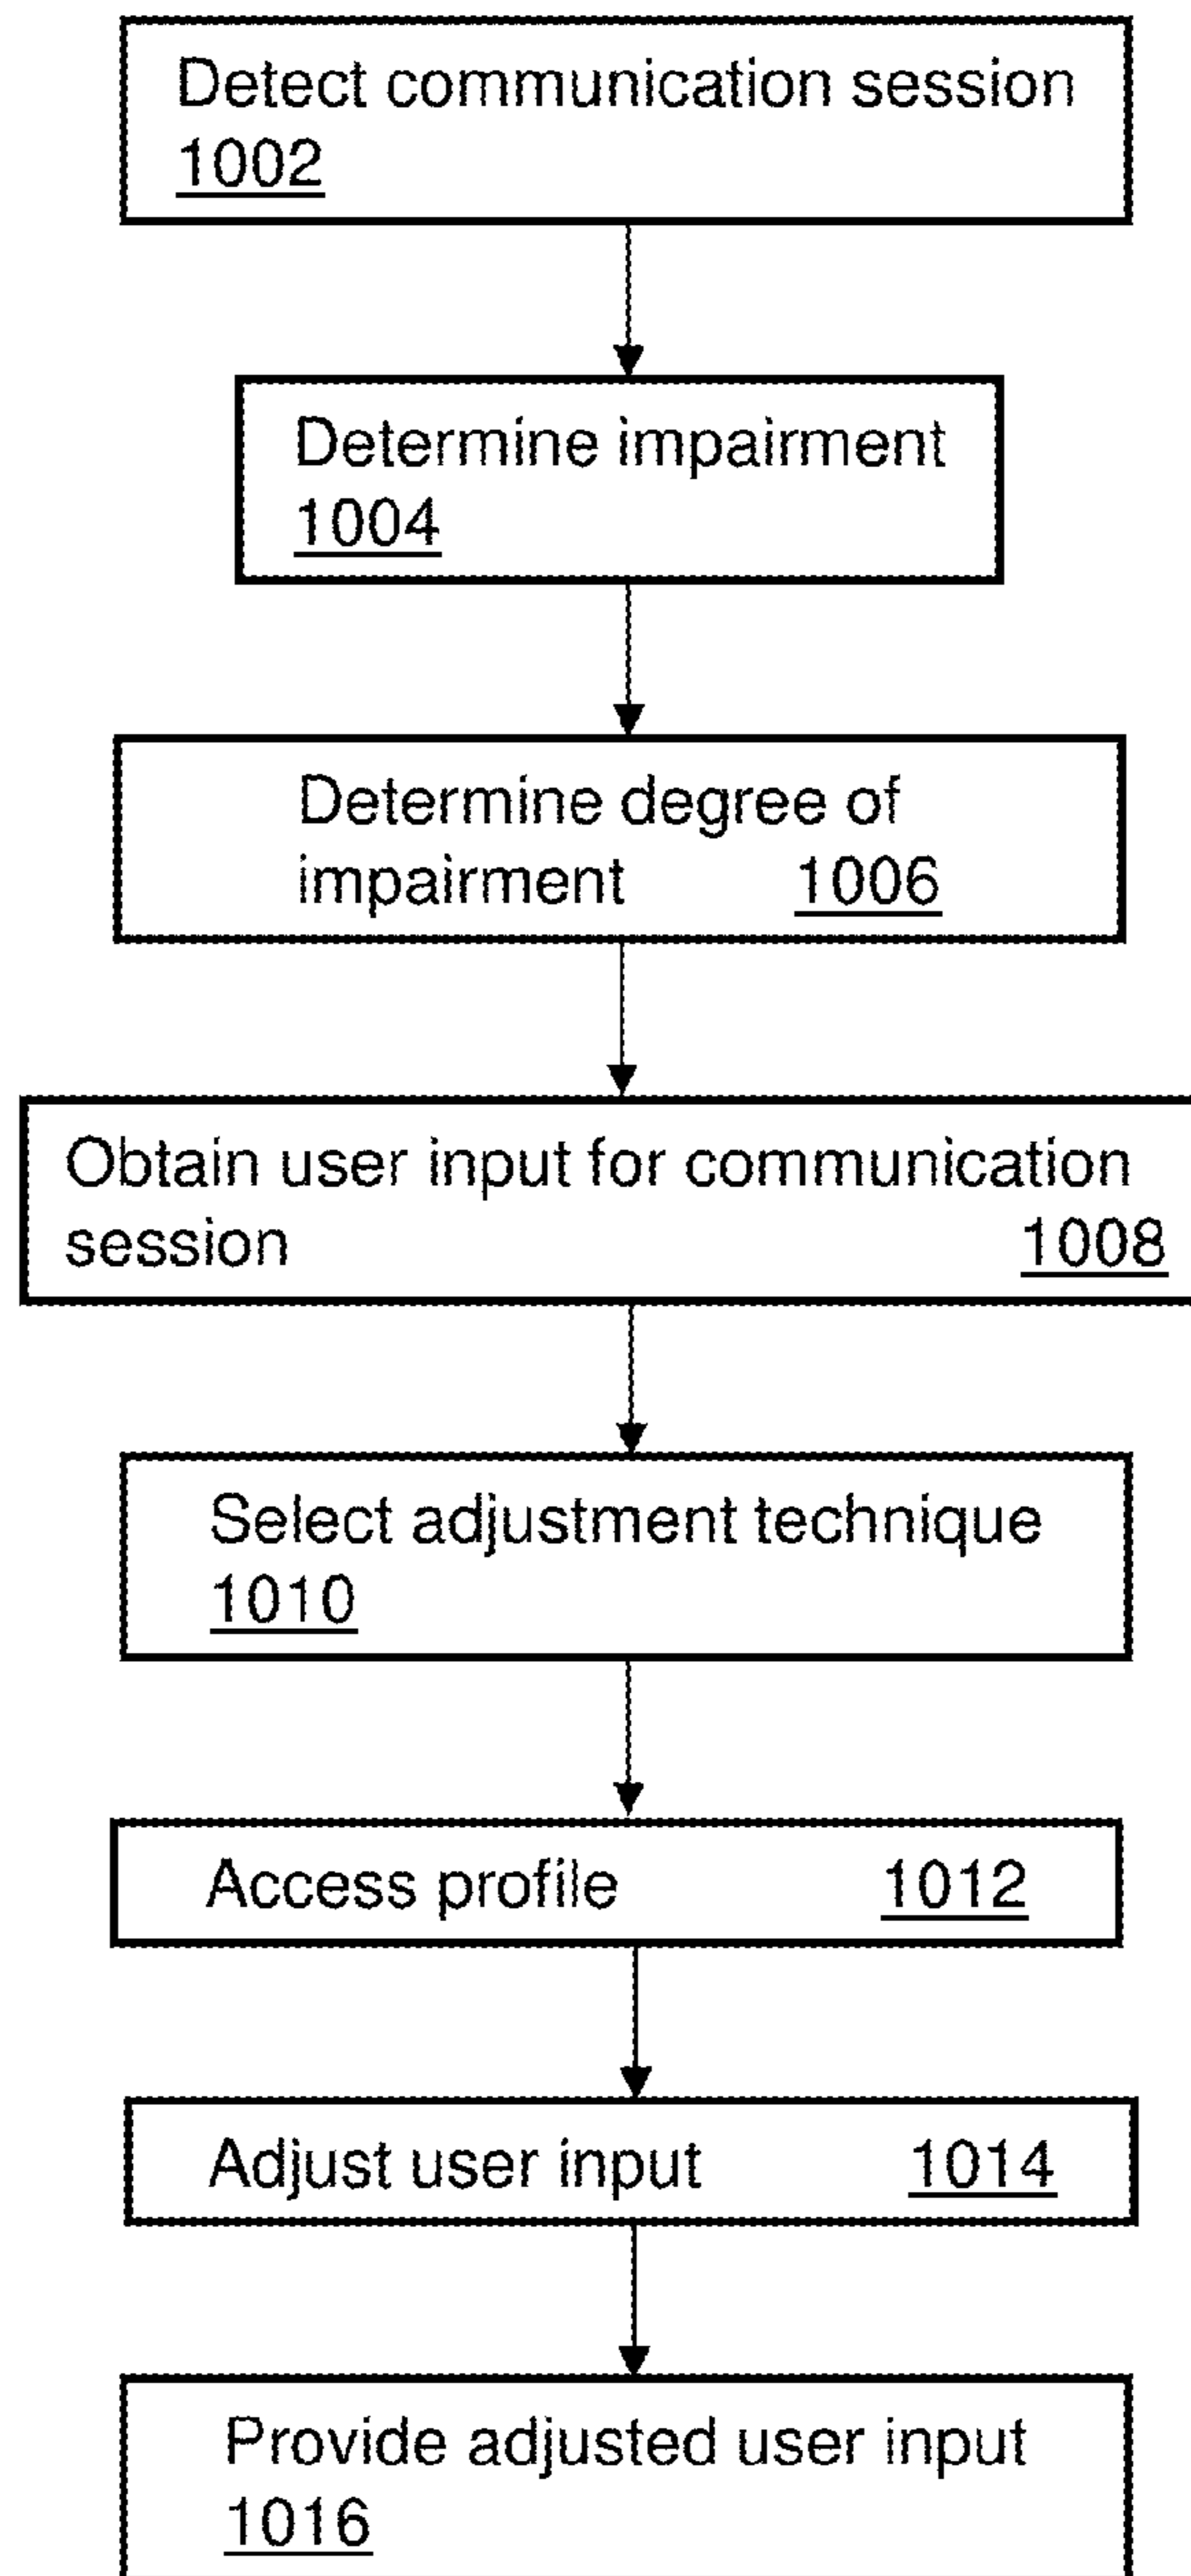 Detect communication session
1002
Determine impairment
1004
Determine degree of
impairment 1006
Obtain user input for communication
session 1008
Select adjustment technique
1010
Access profile 1012
Adjust user input 1014
Provide adjusted user input
1016